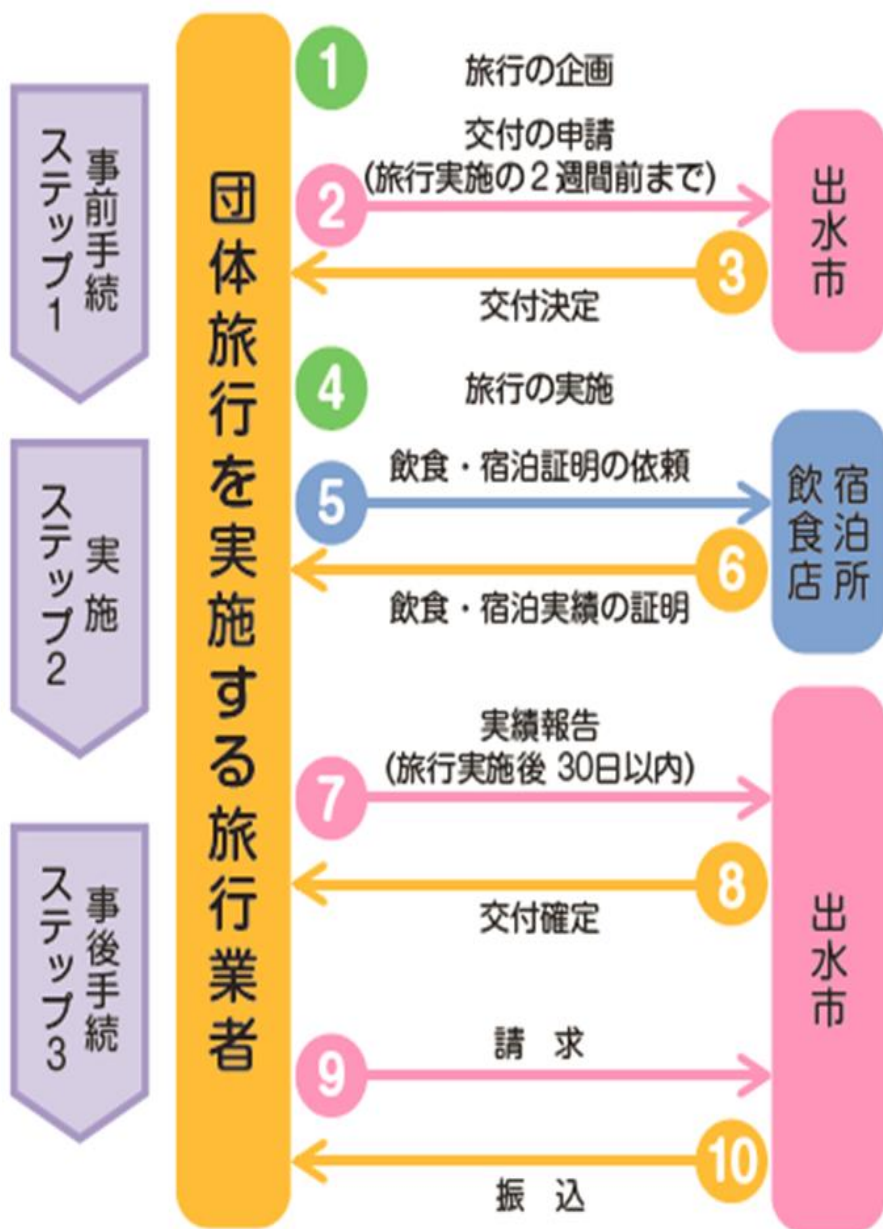 事前手続
ステップ1
実施
ステップ2
事後手続
ステップ3
団体旅行を実施する旅行業者
1 旅行の企画
交付の申請
(旅行実施の2週間前まで)
2
3
交付決定
出水市
4 旅行の実施
飲食・宿泊証明の依頼
5
6
飲食・宿泊実績の証明
宿泊所
飲食店
実績報告
(旅行実施後 30日以内)
7
8
交付確定
請 求
9
10
振 込
出水市